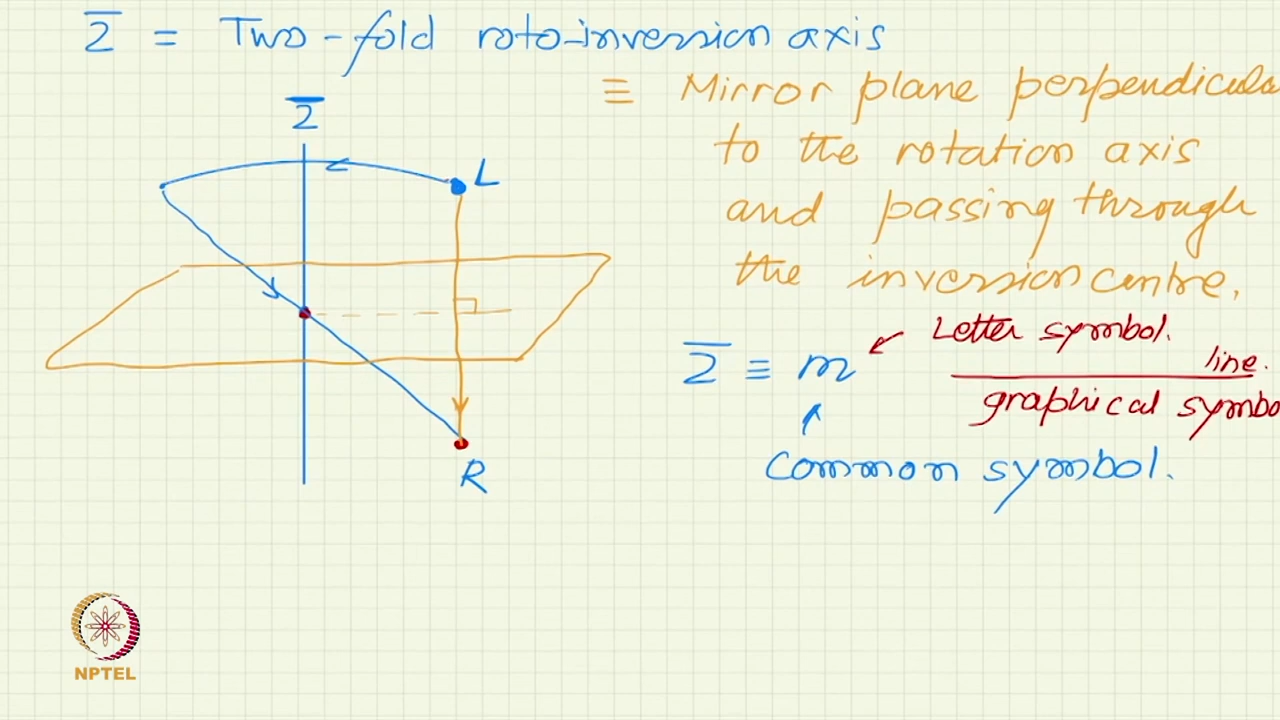 2̅ = Two-fold roto-inversion axis
≡ Mirror plane perpendicula
to the rotation axis
and passing through
the inversion centre.
2̅
L
R
2̅ ≡ m
Letter symbol.
line.
graphical symbo
common symbol.
NPTEL